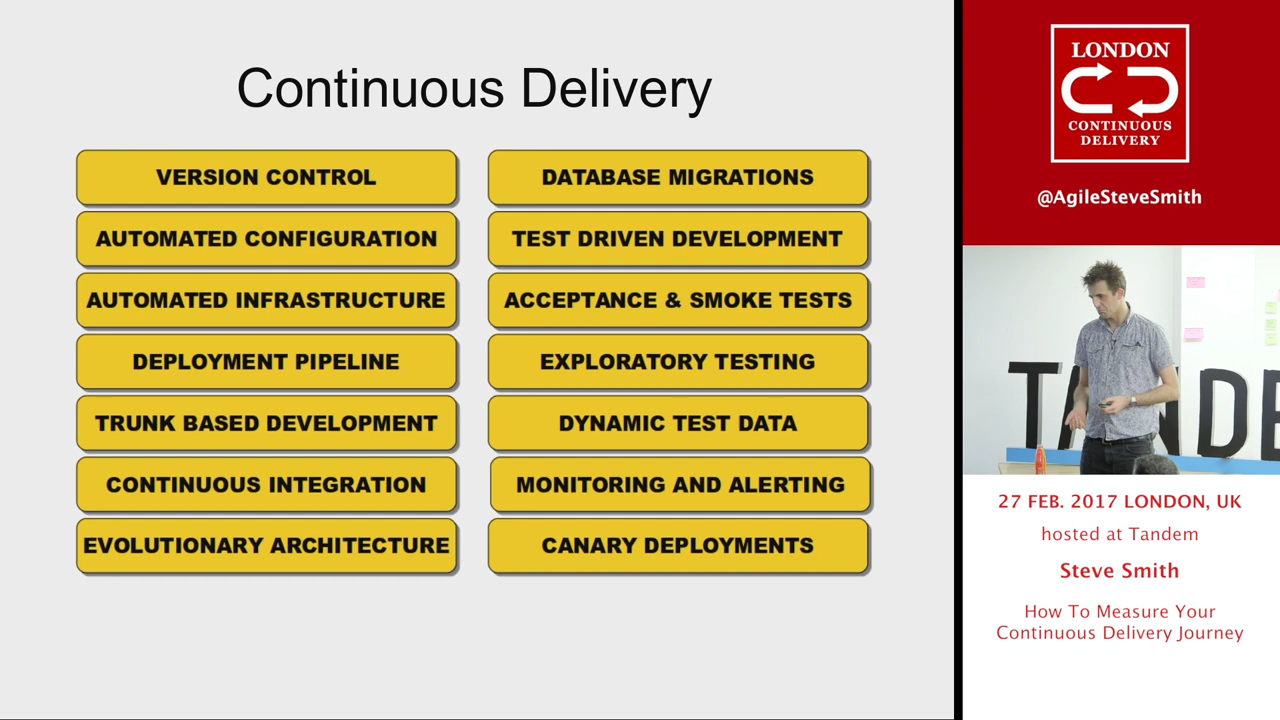 Continuous Delivery
VERSION CONTROL
AUTOMATED CONFIGURATION
AUTOMATED INFRASTRUCTURE
DEPLOYMENT PIPELINE
TRUNK BASED DEVELOPMENT
CONTINUOUS INTEGRATION
EVOLUTIONARY ARCHITECTURE
DATABASE MIGRATIONS
TEST DRIVEN DEVELOPMENT
ACCEPTANCE & SMOKE TESTS
EXPLORATORY TESTING
DYNAMIC TEST DATA
MONITORING AND ALERTING
CANARY DEPLOYMENTS
LONDON
CONTINUOUS
DELIVERY
@AgileSteveSmith
TANDE
27 FEB. 2017 LONDON, UK
hosted at Tandem
Steve Smith
How To Measure Your
Continuous Delivery Journey